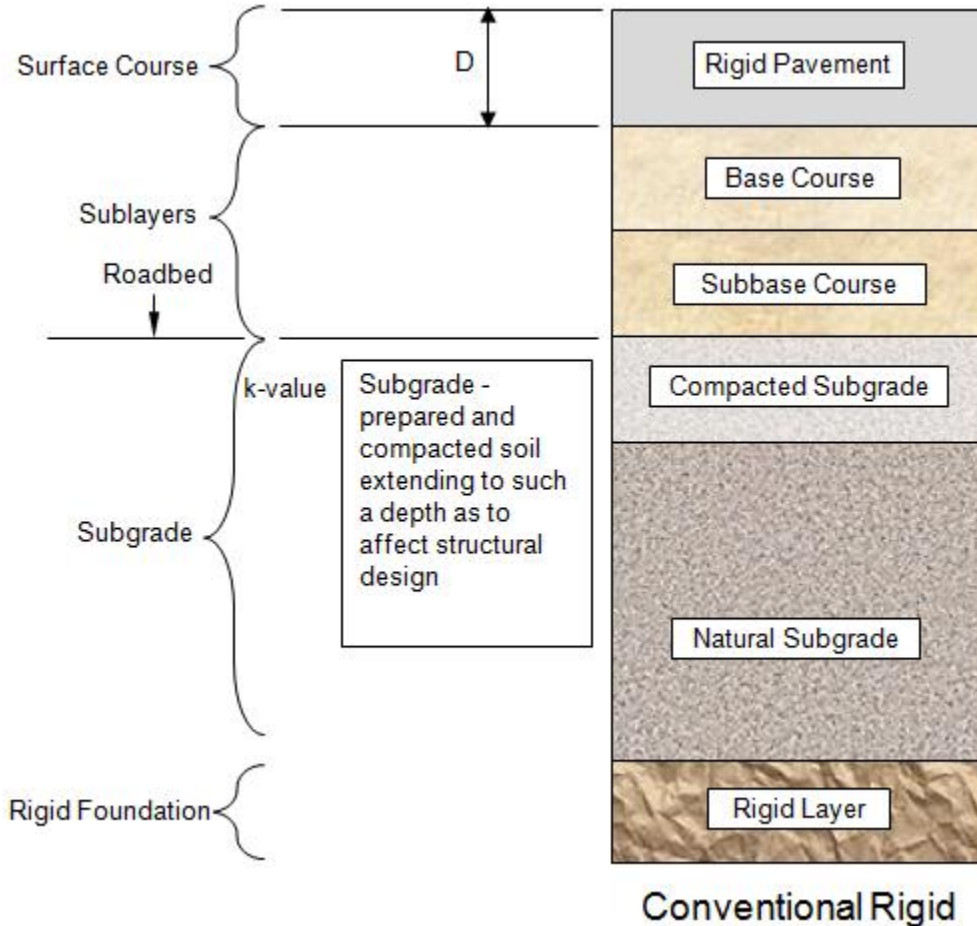 Surface Course
D
Rigid Pavement
Base Course
Sublayers
Roadbed
Subbase Course
k-value
Subgrade -
prepared and
compacted soil
extending to such
a depth as to
affect structural
design
Compacted Subgrade
Subgrade
Natural Subgrade
Rigid Foundation
Rigid Layer
Conventional Rigid